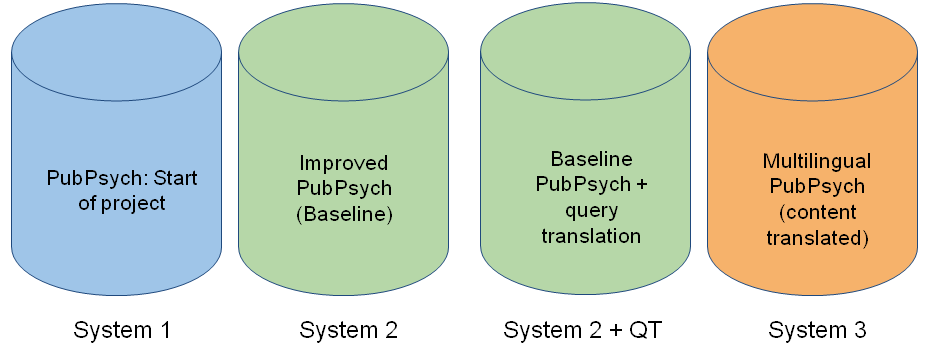 PubPsych: Start
of project
Improved
PubPsych
(Baseline)
Baseline
PubPsych +
query
translation
Multilingual
PubPsych
(content
translated)
System 1
System 2
System 2 + QT
System 3